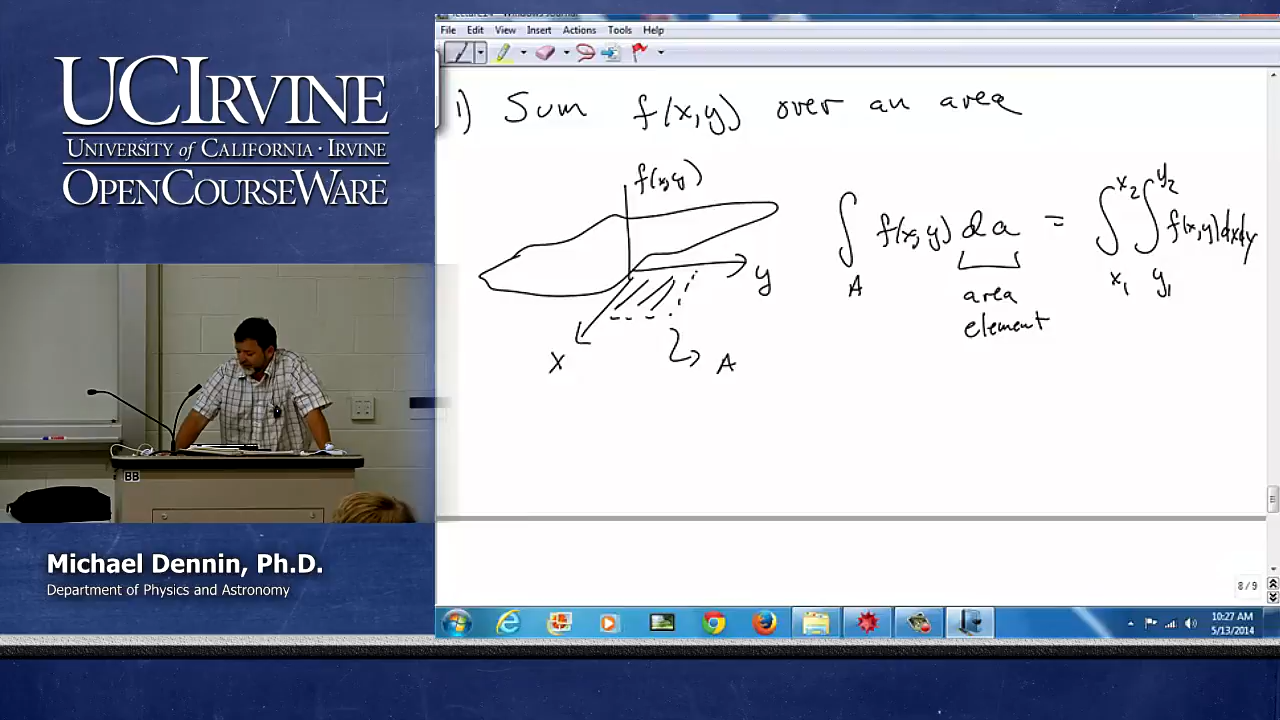 UCIRVINE
UNIVERSITY of CALIFORNIA · IRVINE
OPENCOURSEWARE
BB
Michael Dennin, Ph.D.
Department of Physics and Astronomy
File Edit View Insert Actions Tools Help
1) Sum f(x,y) over an area
f(x,y)
y
x
A
∫_A f(x,y) da = ∫_{x₁}^{x₂} ∫_{y₁}^{y₂} f(x,y)dxdy
area
element
8 / 9
10:27 AM
5/13/2014